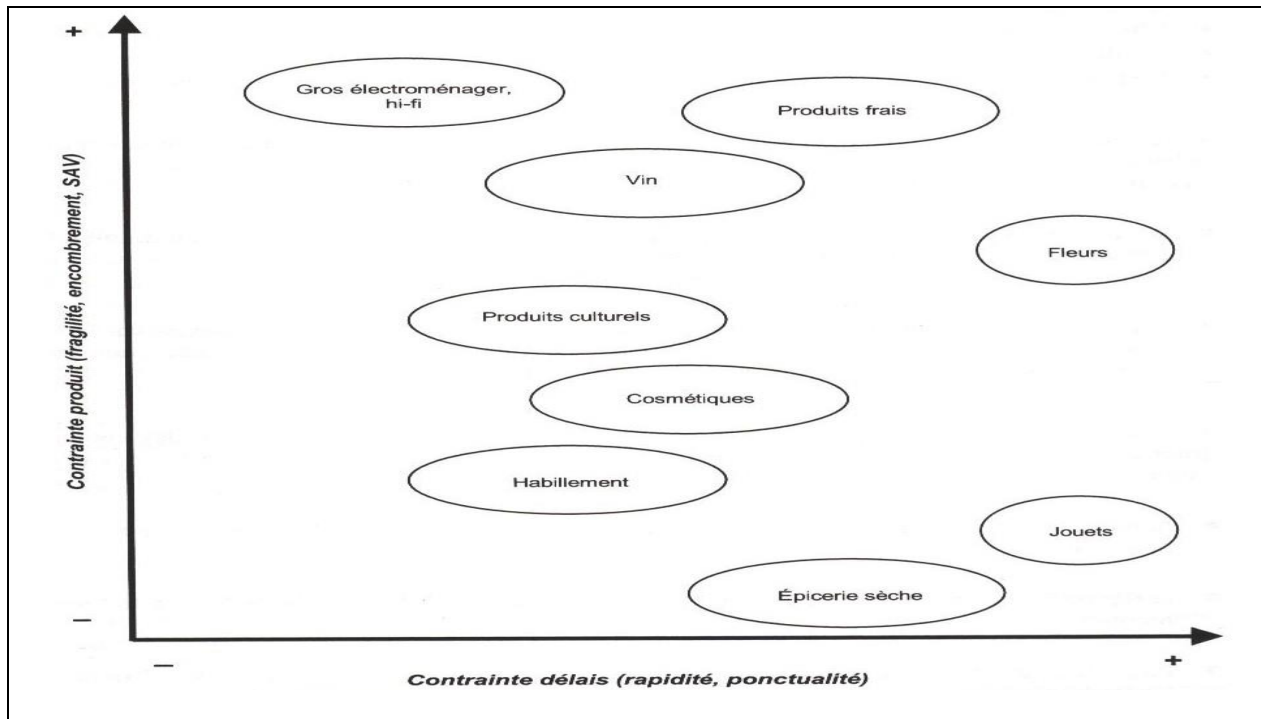 +
Gros électroménager,
hi-fi
Produits frais
Vin
Fleurs
Contrainte produit (fragilité, encombrement, SAV)
Produits culturels
Cosmétiques
Habillement
Jouets
Épicerie sèche
—
—
+
Contrainte délais (rapidité, ponctualité)